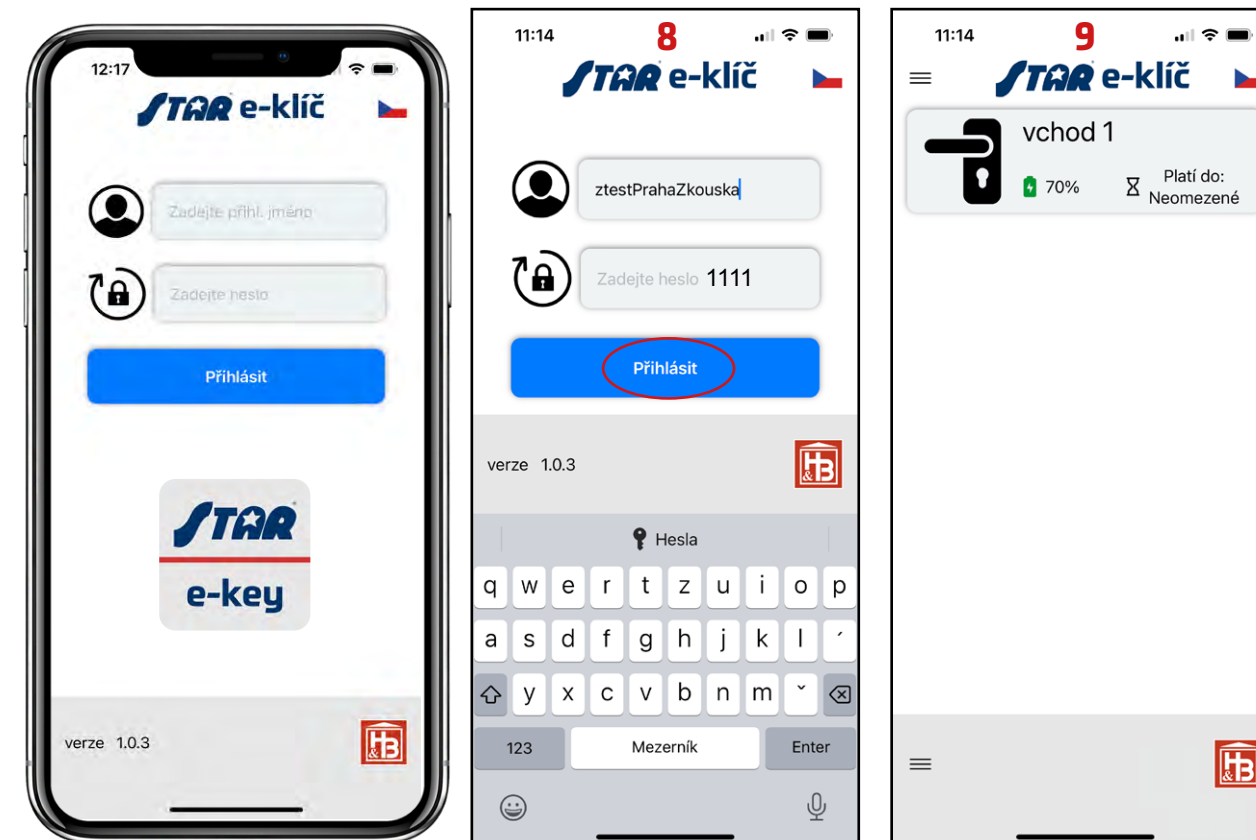 12:17
STAR e-klíč
Zadejte přihl. jméno
Zadejte heslo
Přihlásit
STAR
e-key
verze 1.0.3
H&B
11:14
8
STAR e-klíč
ztestPrahaZkouska
Zadejte heslo 1111
Přihlásit
verze 1.0.3
H&B
Hesla
q w e r t z u i o p
a s d f g h j k l ´
y x c v b n m ˇ
123 Mezerník Enter
11:14
9
STAR e-klíč
vchod 1
70%
Platí do:
Neomezené
H&B